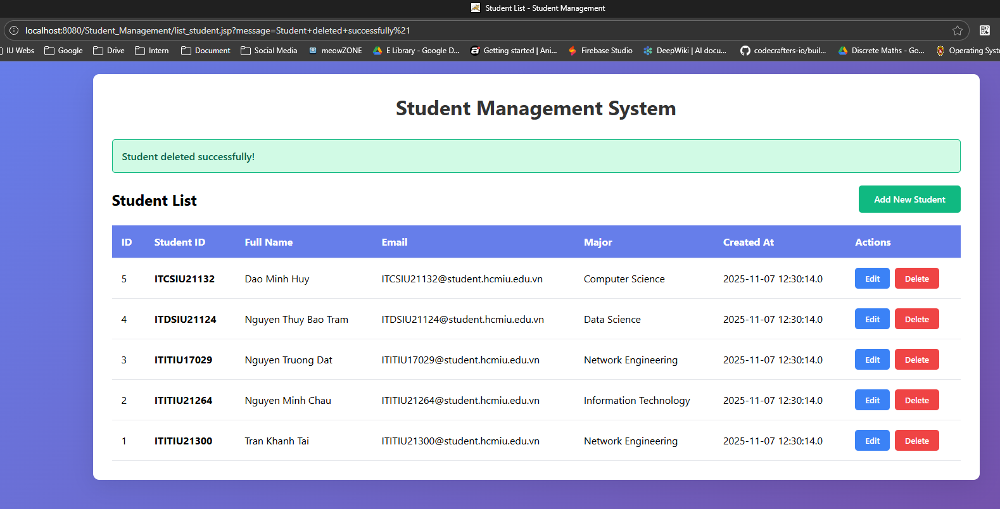 Student List - Student Management
localhost:8080/Student_Management/list_student.jsp?message=Student+deleted+successfully%21
IU Webs Google Drive Intern Document Social Media meowZONE E Library - Google D... Getting started | Ani... Firebase Studio DeepWiki | AI docu... codecrafters-io/buil... Discrete Maths - Go... Operating Syste
Student Management System
Student deleted successfully!
Student List
Add New Student
ID Student ID Full Name Email Major Created At Actions
5 ITCSIU21132 Dao Minh Huy ITCSIU21132@student.hcmiu.edu.vn Computer Science 2025-11-07 12:30:14.0 Edit Delete
4 ITDSIU21124 Nguyen Thuy Bao Tram ITDSIU21124@student.hcmiu.edu.vn Data Science 2025-11-07 12:30:14.0 Edit Delete
3 ITITIU17029 Nguyen Truong Dat ITITIU17029@student.hcmiu.edu.vn Network Engineering 2025-11-07 12:30:14.0 Edit Delete
2 ITITIU21264 Nguyen Minh Chau ITITIU21264@student.hcmiu.edu.vn Information Technology 2025-11-07 12:30:14.0 Edit Delete
1 ITITIU21300 Tran Khanh Tai ITITIU21300@student.hcmiu.edu.vn Network Engineering 2025-11-07 12:30:14.0 Edit Delete